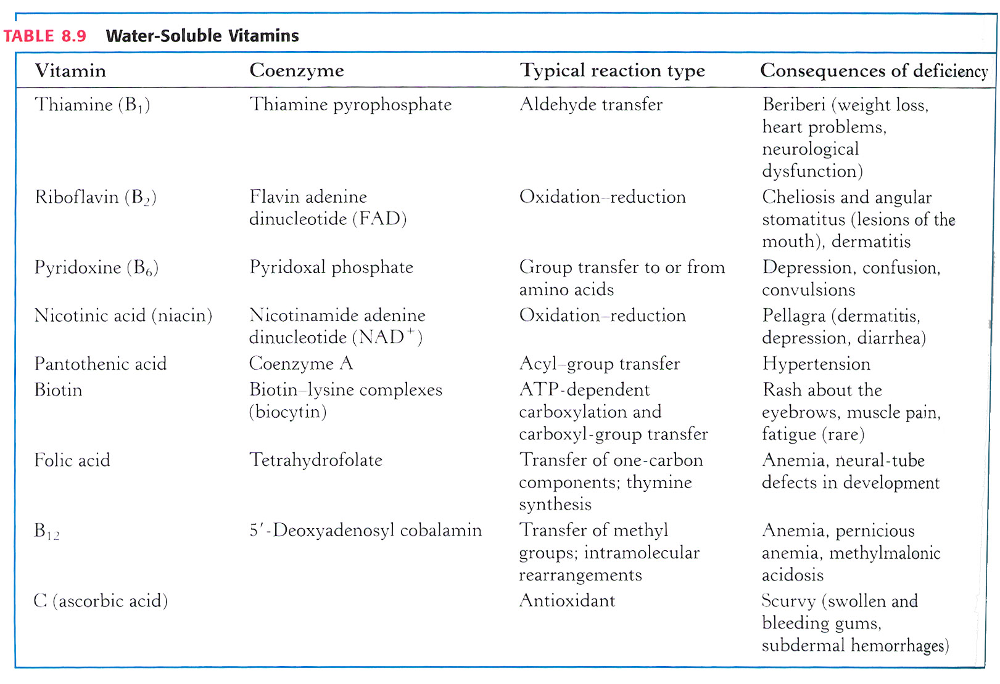 TABLE 8.9 Water-Soluble Vitamins
Vitamin Coenzyme Typical reaction type Consequences of deficiency
Thiamine (B₁) Thiamine pyrophosphate Aldehyde transfer Beriberi (weight loss,
heart problems,
neurological
dysfunction)
Riboflavin (B₂) Flavin adenine Oxidation–reduction Cheliosis and angular
dinucleotide (FAD) stomatitus (lesions of the
mouth), dermatitis
Pyridoxine (B₆) Pyridoxal phosphate Group transfer to or from Depression, confusion,
amino acids convulsions
Nicotinic acid (niacin) Nicotinamide adenine Oxidation–reduction Pellagra (dermatitis,
dinucleotide (NAD⁺) depression, diarrhea)
Pantothenic acid Coenzyme A Acyl–group transfer Hypertension
Biotin Biotin–lysine complexes ATP-dependent Rash about the
(biocytin) carboxylation and eyebrows, muscle pain,
carboxyl-group transfer fatigue (rare)
Folic acid Tetrahydrofolate Transfer of one-carbon Anemia, neural-tube
components; thymine defects in development
synthesis
B₁₂ 5′-Deoxyadenosyl cobalamin Transfer of methyl Anemia, pernicious
groups; intramolecular anemia, methylmalonic
rearrangements acidosis
C (ascorbic acid) Antioxidant Scurvy (swollen and
bleeding gums,
subdermal hemorrhages)